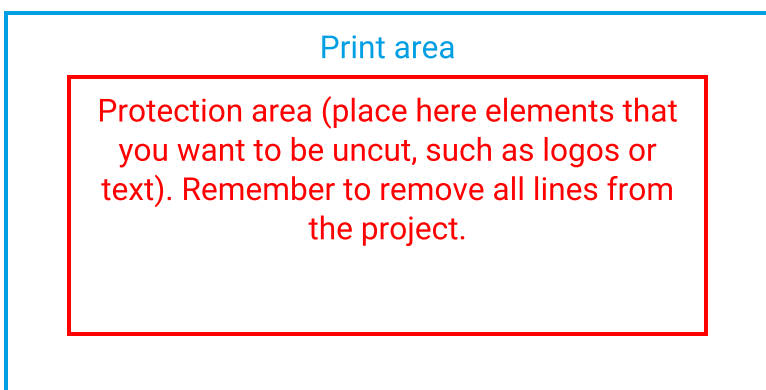 Print area
Protection area (place here elements that
you want to be uncut, such as logos or
text). Remember to remove all lines from
the project.